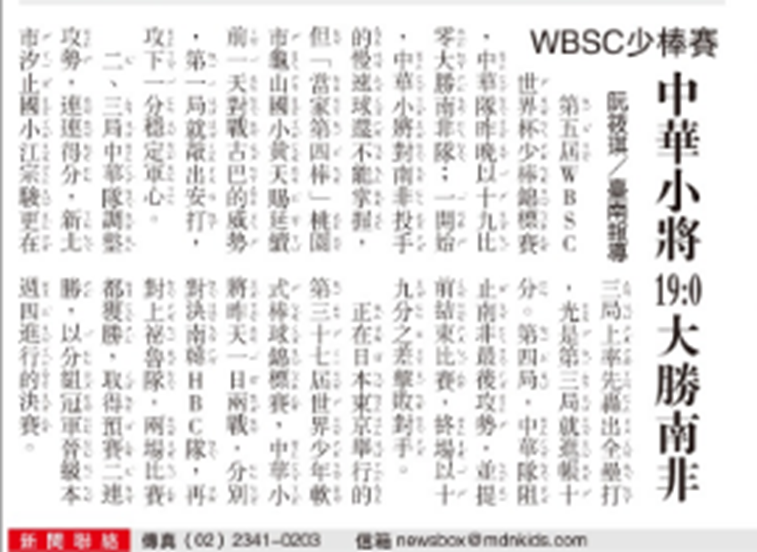 WBSC少棒賽
中華小將19:0大勝南非
阮筱琪／臺南報導
第五屆WBSC
世界杯少棒錦標賽
，中華隊昨晚以十九比
零大勝南非隊；一開始
，中華小將對南非投手
的慢速球還不能掌握，
但「當家第四棒」桃園
市龜山國小黃天賜延續
前一天對戰古巴的威勢
，第一局就敲出安打，
攻下一分穩定軍心。
二、三局中華隊調整
攻勢，連連得分，新北
市汐止國小江宗駿更在
三局上率先轟出全壘打
，光是第三局就進帳十
分。第四局，中華隊阻
止南非最後攻勢，並提
前結束比賽，終場以十
九分之差擊敗對手。
正在日本東京舉行的
第三十七屆世界少年軟
式棒球錦標賽，中華小
將昨天一日兩戰，分別
對決南韓HBC隊，再
對上祕魯隊，兩場比賽
都獲勝，取得預賽二連
勝，以分組冠軍晉級本
週四進行的決賽。
新聞聯絡 傳真（02）2341-0203 信箱newsbox@mdnkids.com